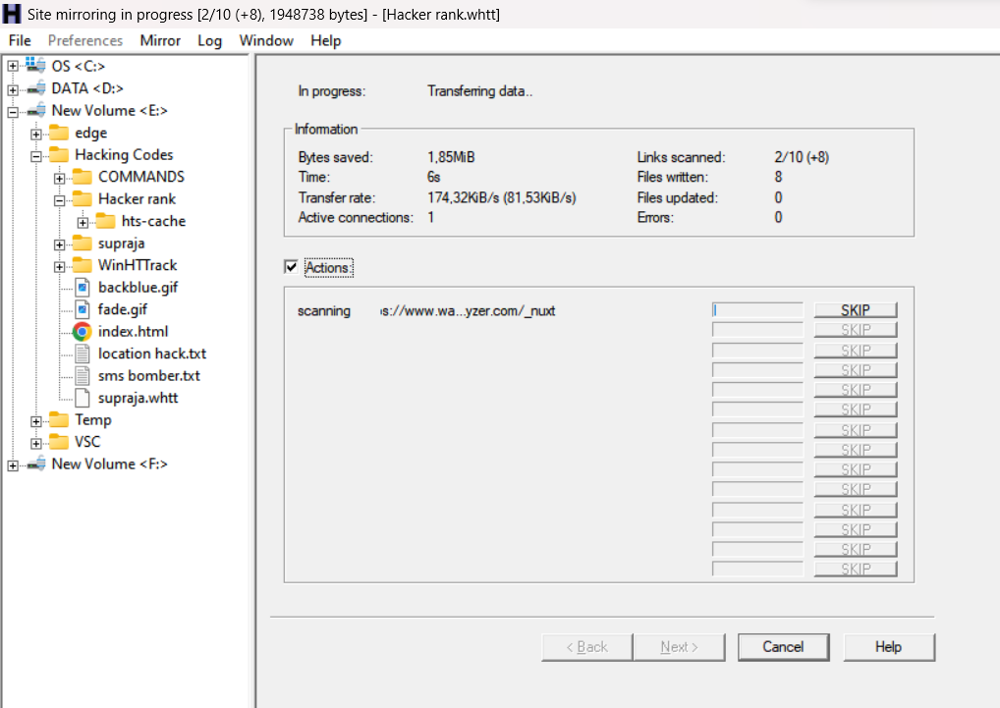 Site mirroring in progress [2/10 (+8), 1948738 bytes] - [Hacker rank.whtt]
File Preferences Mirror Log Window Help
OS <C:>
DATA <D:>
New Volume <E:>
edge
Hacking Codes
COMMANDS
Hacker rank
hts-cache
supraja
WinHTTrack
backblue.gif
fade.gif
index.html
location hack.txt
sms bomber.txt
supraja.whtt
Temp
VSC
New Volume <F:>
In progress: Transferring data..
Information
Bytes saved: 1,85MiB Links scanned: 2/10 (+8)
Time: 6s Files written: 8
Transfer rate: 174,32KiB/s (81,53KiB/s) Files updated: 0
Active connections: 1 Errors: 0
Actions:
scanning s://www.wa...yzer.com/_nuxt SKIP
SKIP
SKIP
SKIP
SKIP
SKIP
SKIP
SKIP
SKIP
SKIP
SKIP
SKIP
SKIP
SKIP
< Back Next > Cancel Help